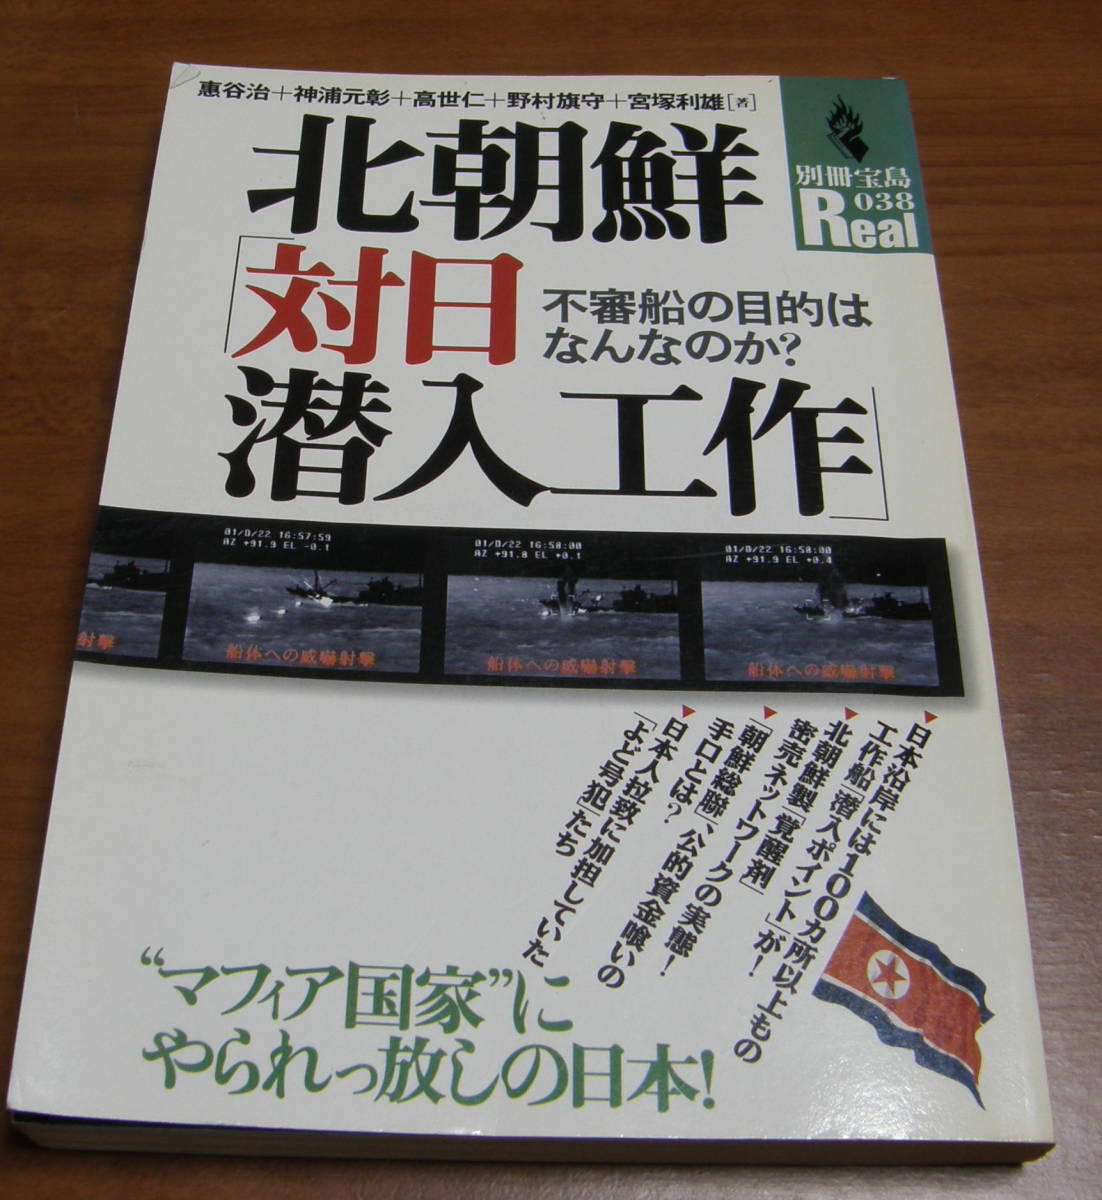 惠谷治＋神浦元彰＋高世仁＋野村旗守＋宮塚利雄［著］
別冊宝島
038
Real
北朝鮮
「対日
潜入工作」
不審船の目的は
なんなのか?
01/D/22 16:57:59
AZ +91.9 EL -0.1
01/D/22 16:58:00
AZ +91.8 EL +0.1
01/D/22 16:58:00
AZ +91.9 EL +0.4
射撃
船体への威嚇射撃
船体への威嚇射撃
船体への威嚇射撃
▶日本沿岸には100カ所以上もの
工作船「潜入ポイント」が!
▶北朝鮮製「覚醒剤」
密売ネットワークの実態!
▶「朝鮮総聯」、公的資金喰いの
手口とは?
▶日本人拉致に加担していた
「よど号犯」たち
“マフィア国家”に
やられっ放しの日本!